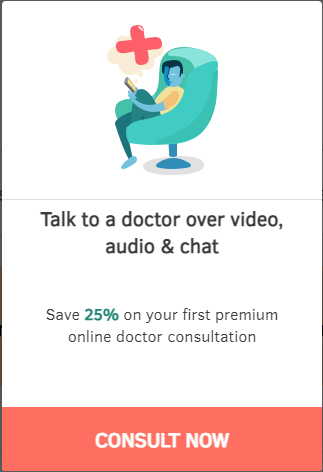 Talk to a doctor over video,
audio & chat
Save 25% on your first premium
online doctor consultation
CONSULT NOW